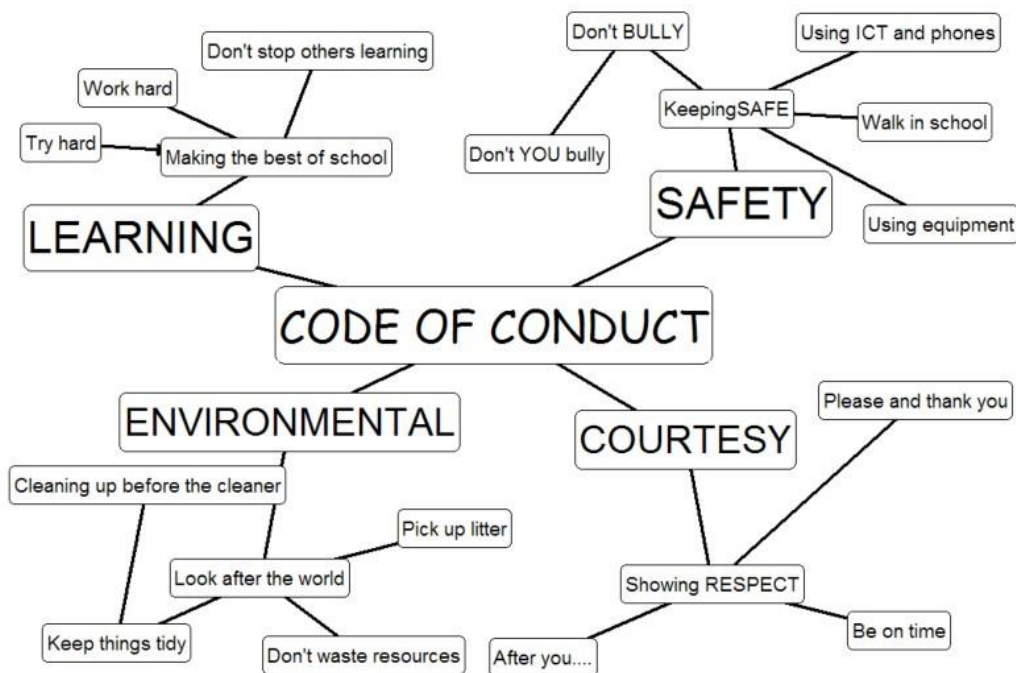 Don't BULLY
Using ICT and phones
Don't stop others learning
Work hard
KeepingSAFE
Walk in school
Try hard
Making the best of school
Don't YOU bully
SAFETY
LEARNING
Using equipment
CODE OF CONDUCT
ENVIRONMENTAL
Please and thank you
COURTESY
Cleaning up before the cleaner
Pick up litter
Look after the world
Showing RESPECT
Keep things tidy
Don't waste resources
After you....
Be on time